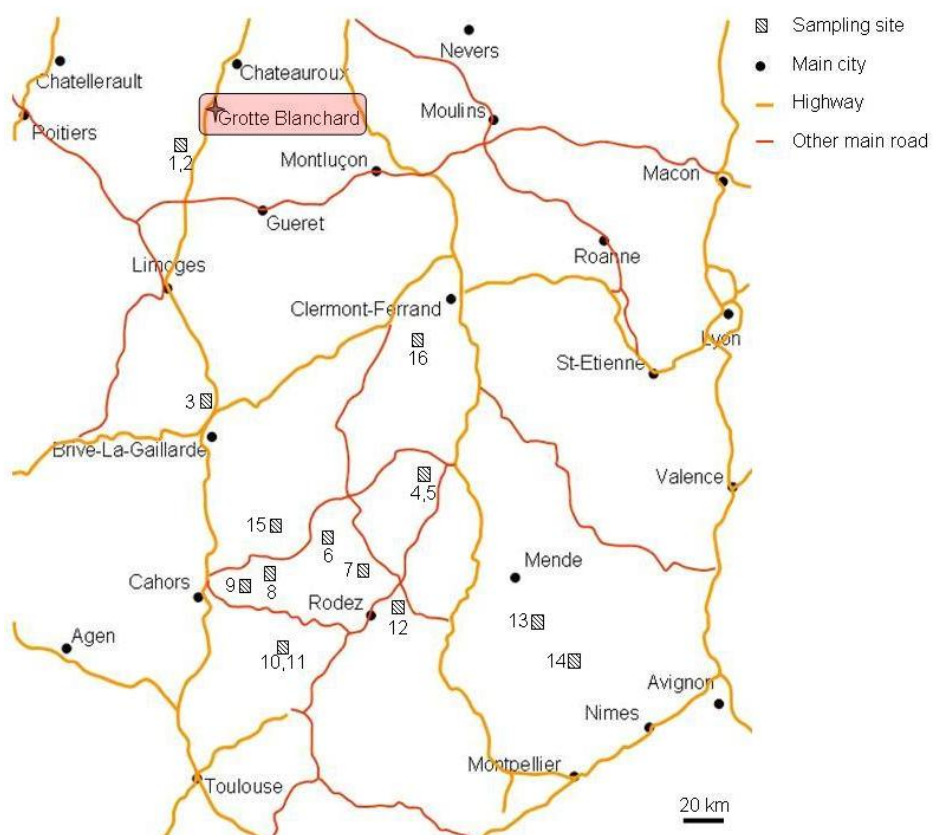 Sampling site
Nevers
Main city
Chatellerault
Chateauroux
Highway
Grotte Blanchard
Moulins
Poitiers
Other main road
1,2
Montluçon
Macon
Gueret
Roanne
Limoges
Clermont-Ferrand
Lyon
16
St-Etienne
3
Brive-La-Gaillarde
Valence
4,5
15
6
Mende
7
Cahors
9
8
Rodez
12
13
Agen
10,11
14
Avignon
Nimes
Montpellier
Toulouse
20 km